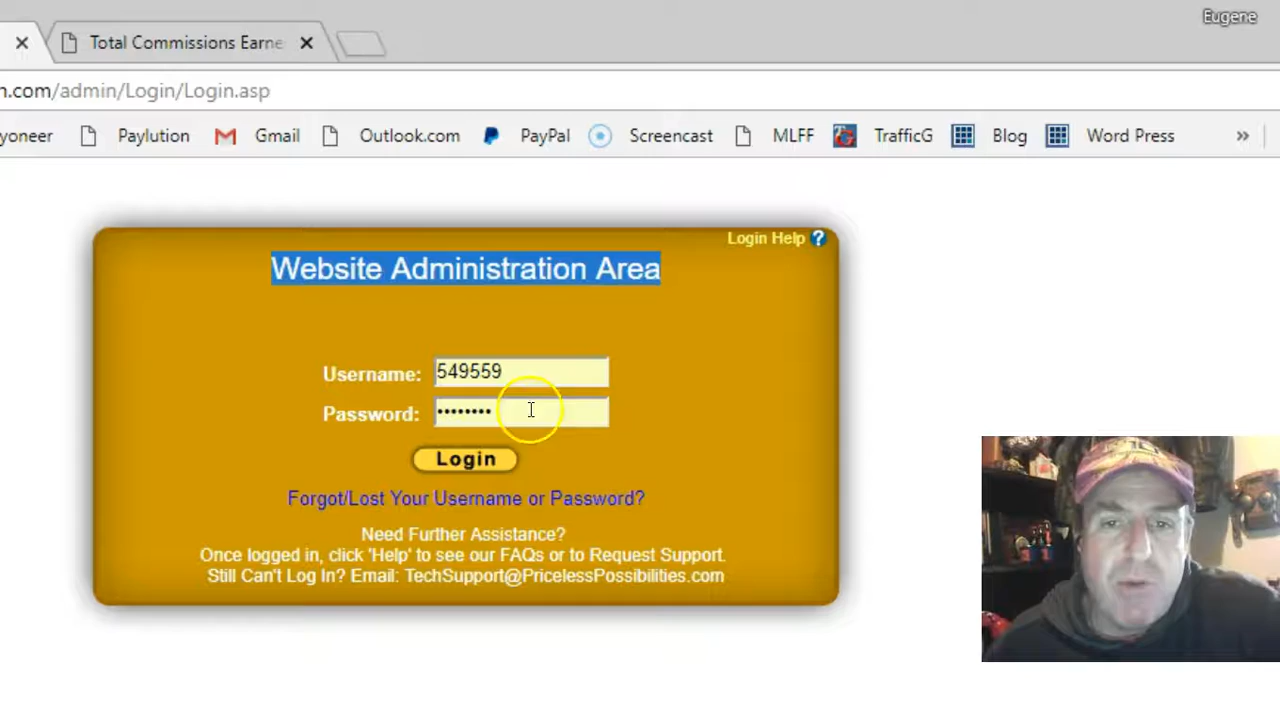 Eugene
Total Commissions Earne
n.com/admin/Login/Login.asp
yoneer Paylution Gmail Outlook.com PayPal Screencast MLFF TrafficG Blog Word Press »
Login Help ?
Website Administration Area
Username: 549559
Password: ••••••••
Login
Forgot/Lost Your Username or Password?
Need Further Assistance?
Once logged in, click 'Help' to see our FAQs or to Request Support.
Still Can't Log In? Email: TechSupport@PricelessPossibilities.com